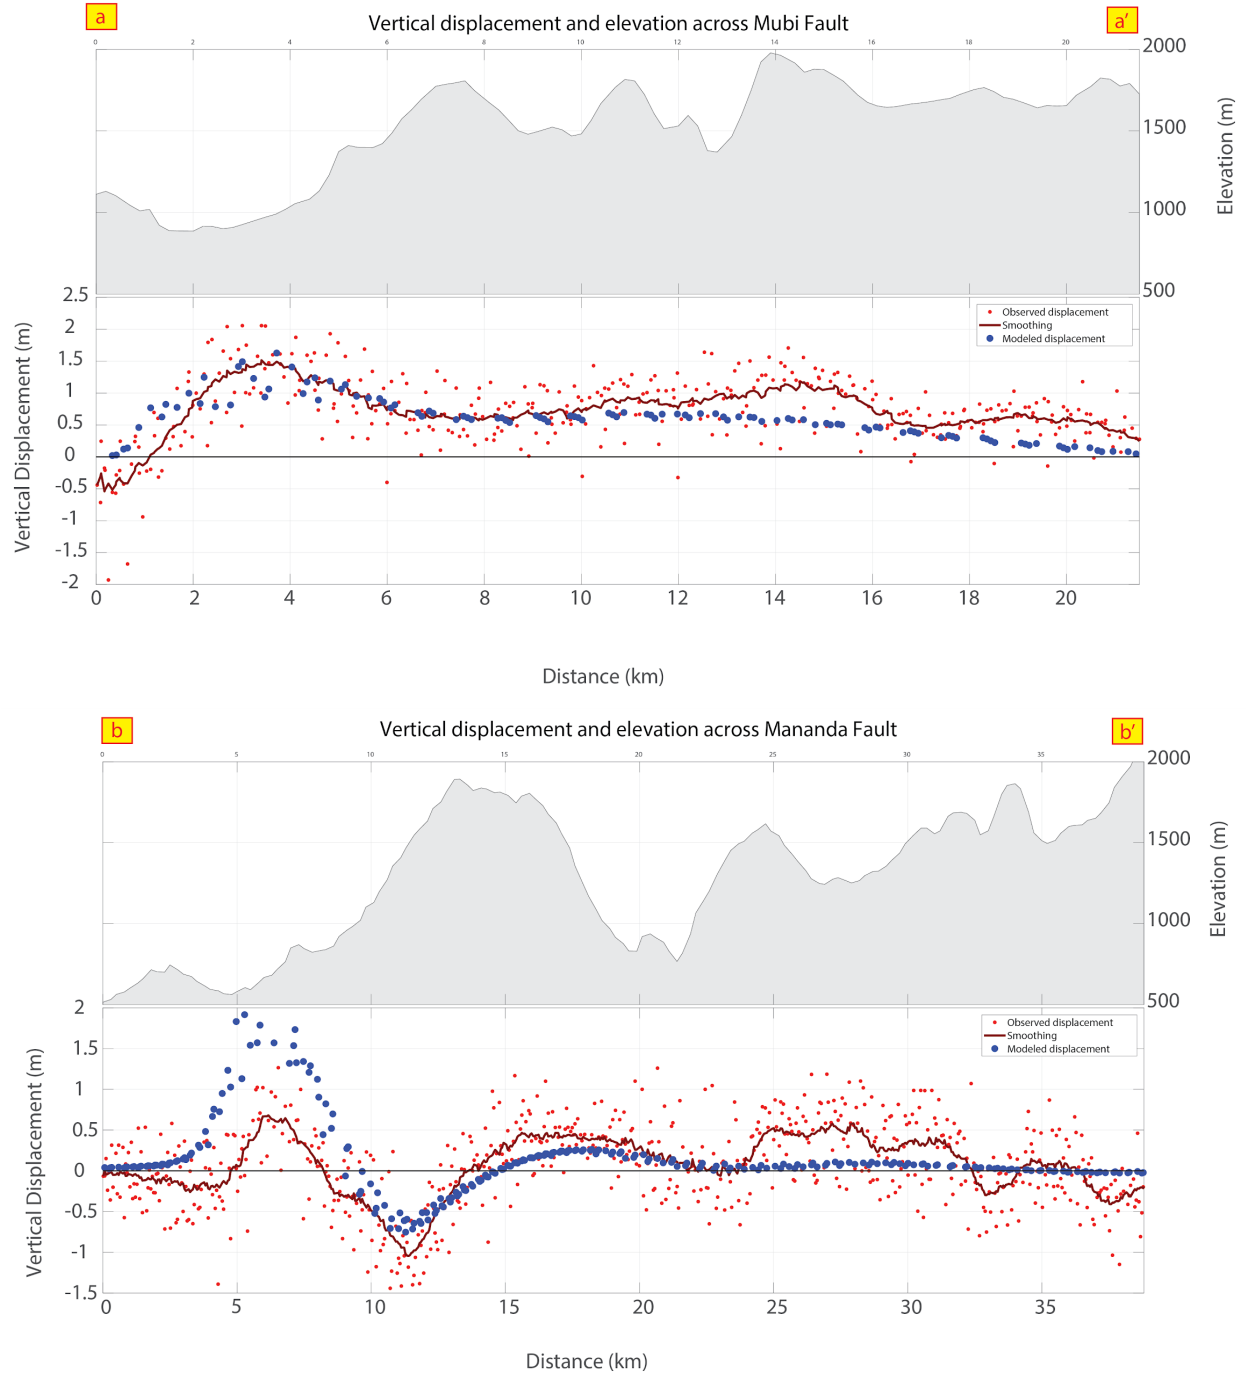 a
Vertical displacement and elevation across Mubi Fault
a′
0 2 4 6 8 10 12 14 16 18 20
2000
1500
1000
500
Elevation (m)
2.5
2
1.5
1
0.5
0
-0.5
-1
-1.5
-2
Vertical Displacement (m)
Observed displacement
Smoothing
Modeled displacement
0 2 4 6 8 10 12 14 16 18 20
Distance (km)
b
Vertical displacement and elevation across Mananda Fault
b′
0 5 10 15 20 25 30 35
2000
1500
1000
500
Elevation (m)
2
1.5
1
0.5
0
-0.5
-1
-1.5
Vertical Displacement (m)
Observed displacement
Smoothing
Modeled displacement
0 5 10 15 20 25 30 35
Distance (km)